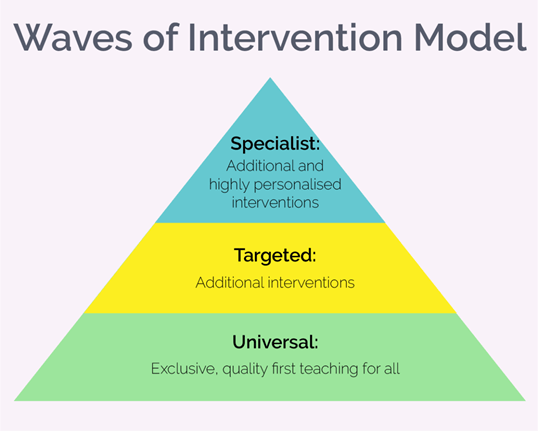 Waves of Intervention Model
Specialist:
Additional and
highly personalised
interventions
Targeted:
Additional interventions
Universal:
Exclusive, quality first teaching for all